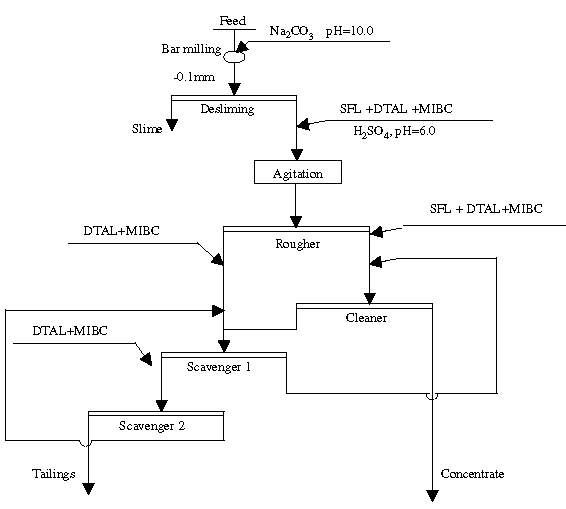 Feed
Na2CO3 pH=10.0
Bar milling
-0.1mm
Desliming
SFL +DTAL +MIBC
Slime
H2SO4, pH=6.0
Agitation
SFL + DTAL+MIBC
DTAL+MIBC
Rougher
Cleaner
DTAL+MIBC
Scavenger 1
Scavenger 2
Tailings
Concentrate